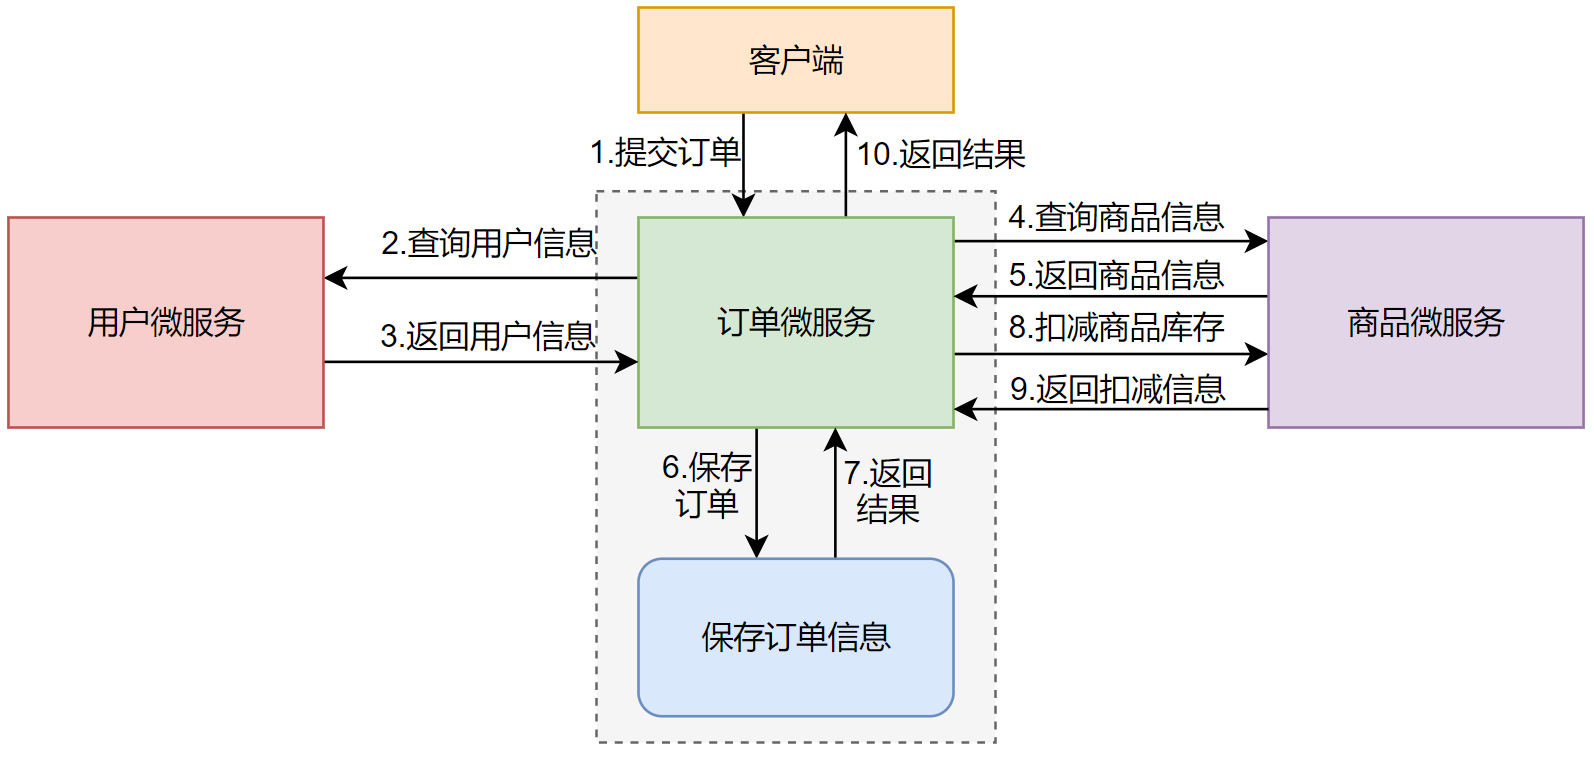 客户端
1.提交订单
10.返回结果
2.查询用户信息
4.查询商品信息
5.返回商品信息
用户微服务
订单微服务
商品微服务
3.返回用户信息
8.扣减商品库存
9.返回扣减信息
6.保存
订单
7.返回
结果
保存订单信息